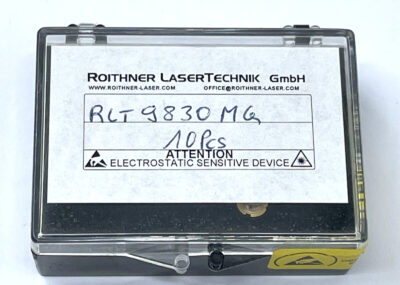 ROITHNER LASERTECHNIK GMBH
WWW.ROITHNER-LASER.COM OFFICE@ROITHNER-LASER.COM
RLT 9830 MG
10 Pcs
ATTENTION
ELECTROSTATIC SENSITIVE DEVICE